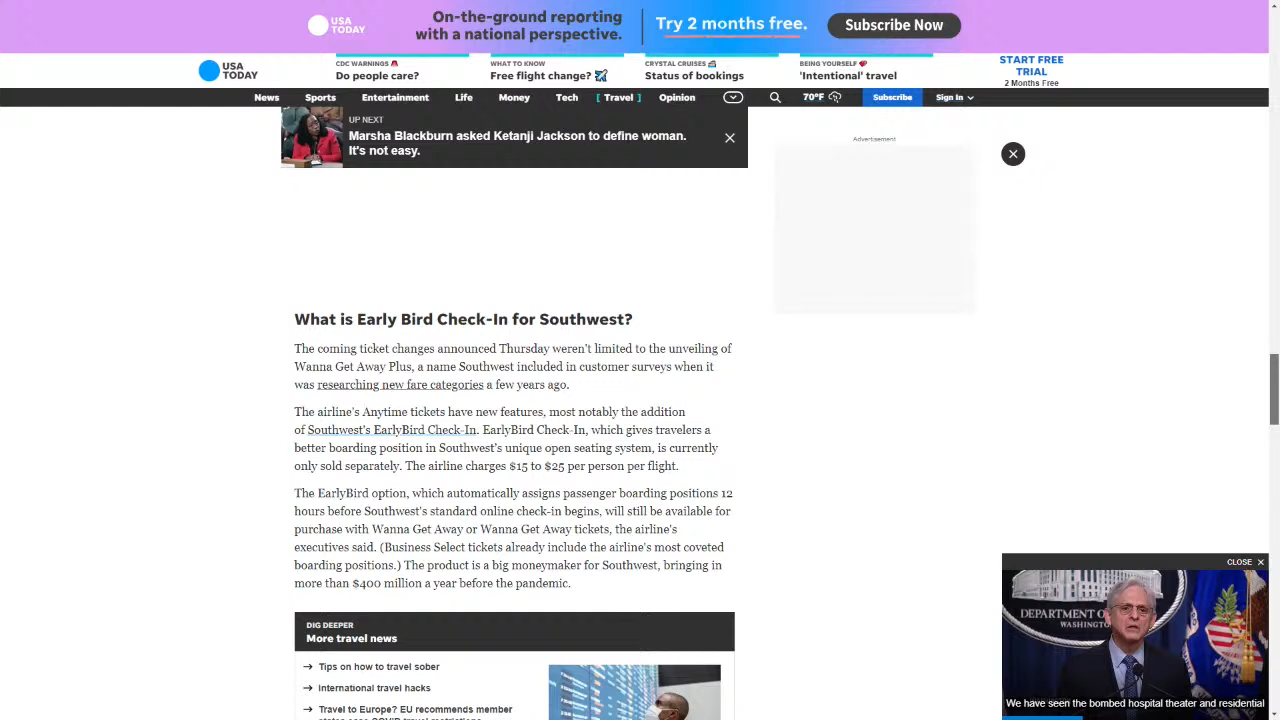 USA
TODAY
On-the-ground reporting
with a national perspective.
Try 2 months free.
Subscribe Now
USA
TODAY
CDC WARNINGS
Do people care?
WHAT TO KNOW
Free flight change?
CRYSTAL CRUISES
Status of bookings
BEING YOURSELF
'Intentional' travel
START FREE
TRIAL
2 Months Free
News Sports Entertainment Life Money Tech [ Travel ] Opinion 70°F Subscribe Sign In
UP NEXT
Marsha Blackburn asked Ketanji Jackson to define woman.
It's not easy.
Advertisement
What is Early Bird Check-In for Southwest?
The coming ticket changes announced Thursday weren't limited to the unveiling of
Wanna Get Away Plus, a name Southwest included in customer surveys when it
was researching new fare categories a few years ago.
The airline's Anytime tickets have new features, most notably the addition
of Southwest's EarlyBird Check-In. EarlyBird Check-In, which gives travelers a
better boarding position in Southwest's unique open seating system, is currently
only sold separately. The airline charges $15 to $25 per person per flight.
The EarlyBird option, which automatically assigns passenger boarding positions 12
hours before Southwest's standard online check-in begins, will still be available for
purchase with Wanna Get Away or Wanna Get Away tickets, the airline's
executives said. (Business Select tickets already include the airline's most coveted
boarding positions.) The product is a big moneymaker for Southwest, bringing in
more than $400 million a year before the pandemic.
DIG DEEPER
More travel news
Tips on how to travel sober
International travel hacks
Travel to Europe? EU recommends member
CLOSE
DEPARTMENT O
WASHINGTO
We have seen the bombed hospital theater and residential